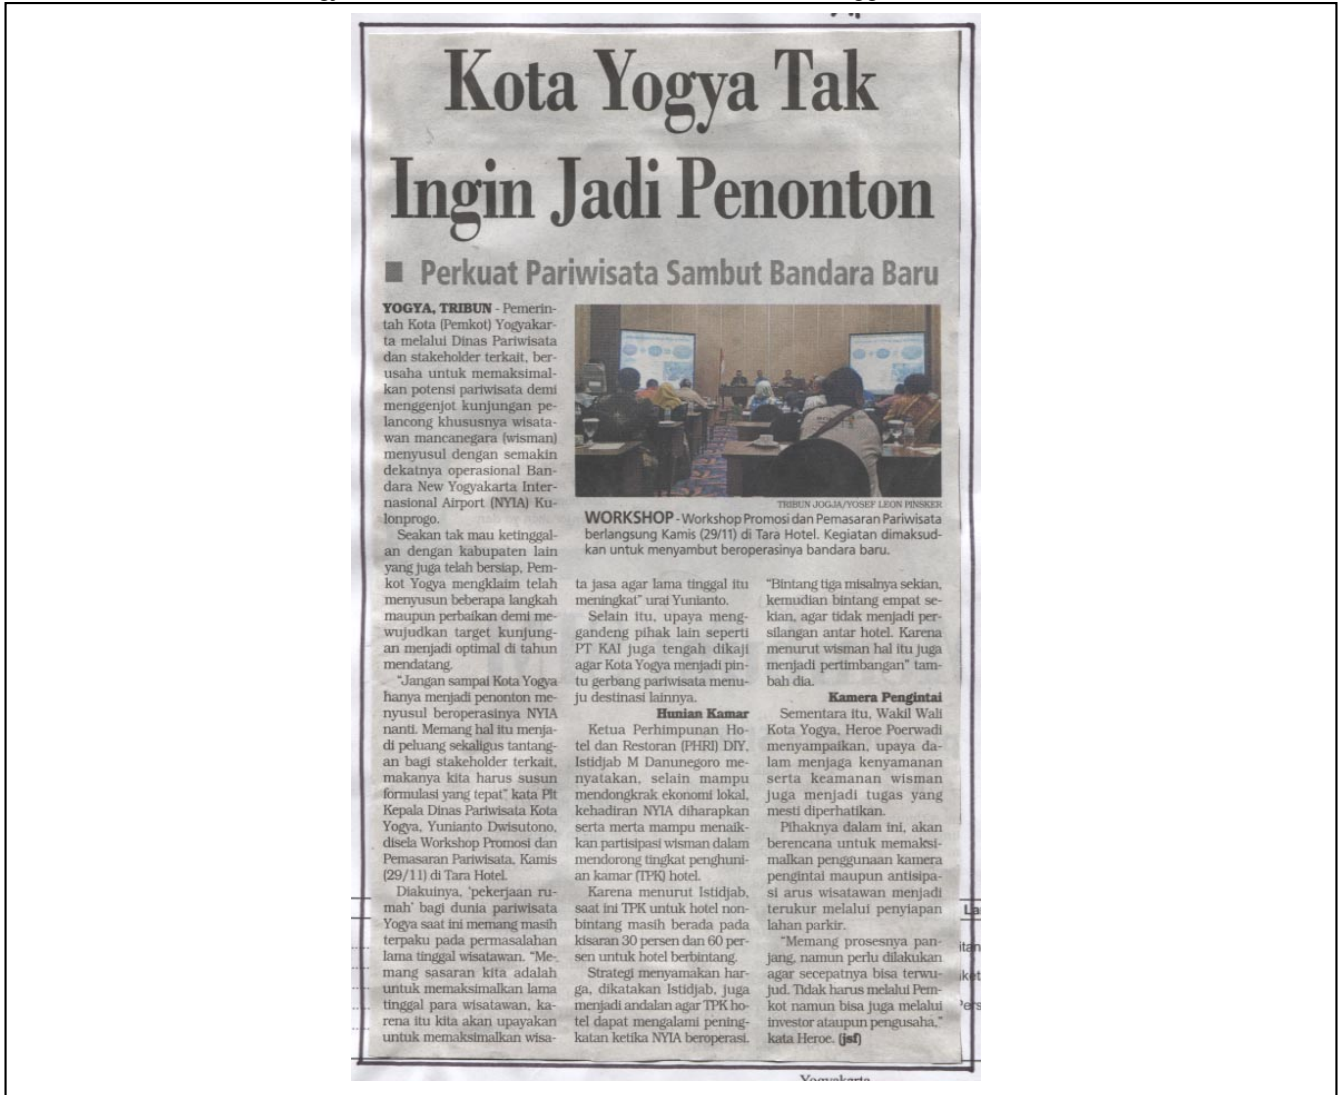 Kota Yogya Tak
Ingin Jadi Penonton
■ Perkuat Pariwisata Sambut Bandara Baru
YOGYA, TRIBUN - Pemerin-
tah Kota (Pemkot) Yogyakar-
ta melalui Dinas Pariwisata
dan stakeholder terkait, ber-
usaha untuk memaksimal-
kan potensi pariwisata demi
menggenjot kunjungan pe-
lancong khususnya wisata-
wan mancanegara (wisman)
menyusul dengan semakin
dekatnya operasional Ban-
dara New Yogyakarta Inter-
nasional Airport (NYIA) Ku-
lonprogo.
Seakan tak mau ketinggal-
an dengan kabupaten lain
yang juga telah bersiap, Pem-
kot Yogya mengklaim telah
menyusun beberapa langkah
maupun perbaikan demi me-
wujudkan target kunjung-
an menjadi optimal di tahun
mendatang.
"Jangan sampai Kota Yogya
hanya menjadi penonton me-
nyusul beroperasinya NYIA
nanti. Memang hal itu menja-
di peluang sekaligus tantang-
an bagi stakeholder terkait,
makanya kita harus susun
formulasi yang tepat" kata Plt
Kepala Dinas Pariwisata Kota
Yogya, Yunianto Dwisutono,
disela Workshop Promosi dan
Pemasaran Pariwisata, Kamis
(29/11) di Tara Hotel.
Diakuinya, 'pekerjaan ru-
mah' bagi dunia pariwisata
Yogya saat ini memang masih
terpaku pada permasalahan
lama tinggal wisatawan. "Me-
mang sasaran kita adalah
untuk memaksimalkan lama
tinggal para wisatawan, ka-
rena itu kita akan upayakan
untuk memaksimalkan wisa-
TRIBUN JOGJA/YOSEF LEON PINSKER
WORKSHOP - Workshop Promosi dan Pemasaran Pariwisata
berlangsung Kamis (29/11) di Tara Hotel. Kegiatan dimaksud-
kan untuk menyambut beroperasinya bandara baru.
ta jasa agar lama tinggal itu
meningkat" urai Yunianto.
Selain itu, upaya meng-
gandeng pihak lain seperti
PT KAI juga tengah dikaji
agar Kota Yogya menjadi pin-
tu gerbang pariwisata menu-
ju destinasi lainnya.
Hunian Kamar
Ketua Perhimpunan Ho-
tel dan Restoran (PHRI) DIY,
Istidjab M Danunegoro me-
nyatakan, selain mampu
mendongkrak ekonomi lokal,
kehadiran NYIA diharapkan
serta merta mampu menaik-
kan partisipasi wisman dalam
mendorong tingkat penghuni-
an kamar (TPK) hotel.
Karena menurut Istidjab,
saat ini TPK untuk hotel non-
bintang masih berada pada
kisaran 30 persen dan 60 per-
sen untuk hotel berbintang.
Strategi menyamakan har-
ga, dikatakan Istidjab, juga
menjadi andalan agar TPK ho-
tel dapat mengalami pening-
katan ketika NYIA beroperasi.
"Bintang tiga misalnya sekian,
kemudian bintang empat se-
kian, agar tidak menjadi per-
silangan antar hotel. Karena
menurut wisman hal itu juga
menjadi pertimbangan" tam-
bah dia.
Kamera Pengintai
Sementara itu, Wakil Wali
Kota Yogya, Heroe Poerwadi
menyampaikan, upaya da-
lam menjaga kenyamanan
serta keamanan wisman
juga menjadi tugas yang
mesti diperhatikan.
Pihaknya dalam ini, akan
berencana untuk memaksi-
malkan penggunaan kamera
pengintai maupun antisipa-
si arus wisatawan menjadi
terukur melalui penyiapan
lahan parkir.
"Memang prosesnya pan-
jang, namun perlu dilakukan
agar secepatnya bisa terwu-
jud. Tidak harus melalui Pem-
kot namun bisa juga melalui
investor ataupun pengusaha,"
kata Heroe. (jsf)